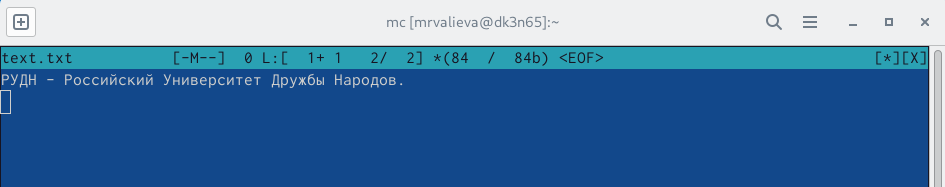 mc [mrvalieva@dk3n65]:~
text.txt [-M--] 0 L:[ 1+ 1 2/ 2] *(84 / 84b) <EOF> [*][X]
РУДН - Российский Университет Дружбы Народов.